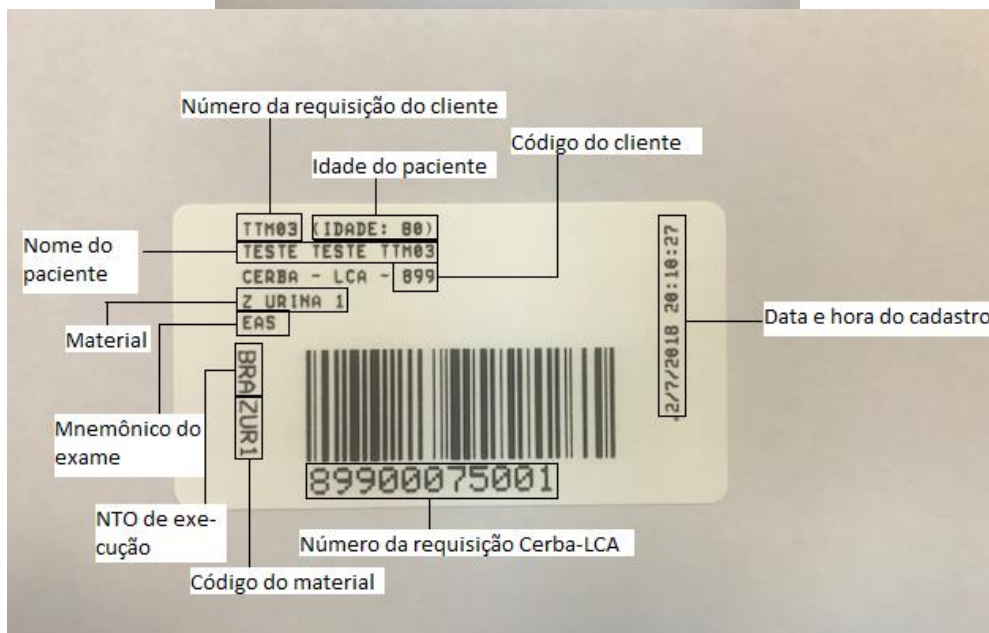 Número da requisição do cliente
Código do cliente
Idade do paciente
TTM03 (IDADE: 80)
Nome do
paciente
TESTE TESTE TTM03
CERBA - LCA - 899
Z URINA 1
Material
EAS
2/7/2018 20:10:27
Data e hora do cadastro
BRA ZUR1
Mnemônico do
exame
89900075001
NTO de exe-
cução
Número da requisição Cerba-LCA
Código do material